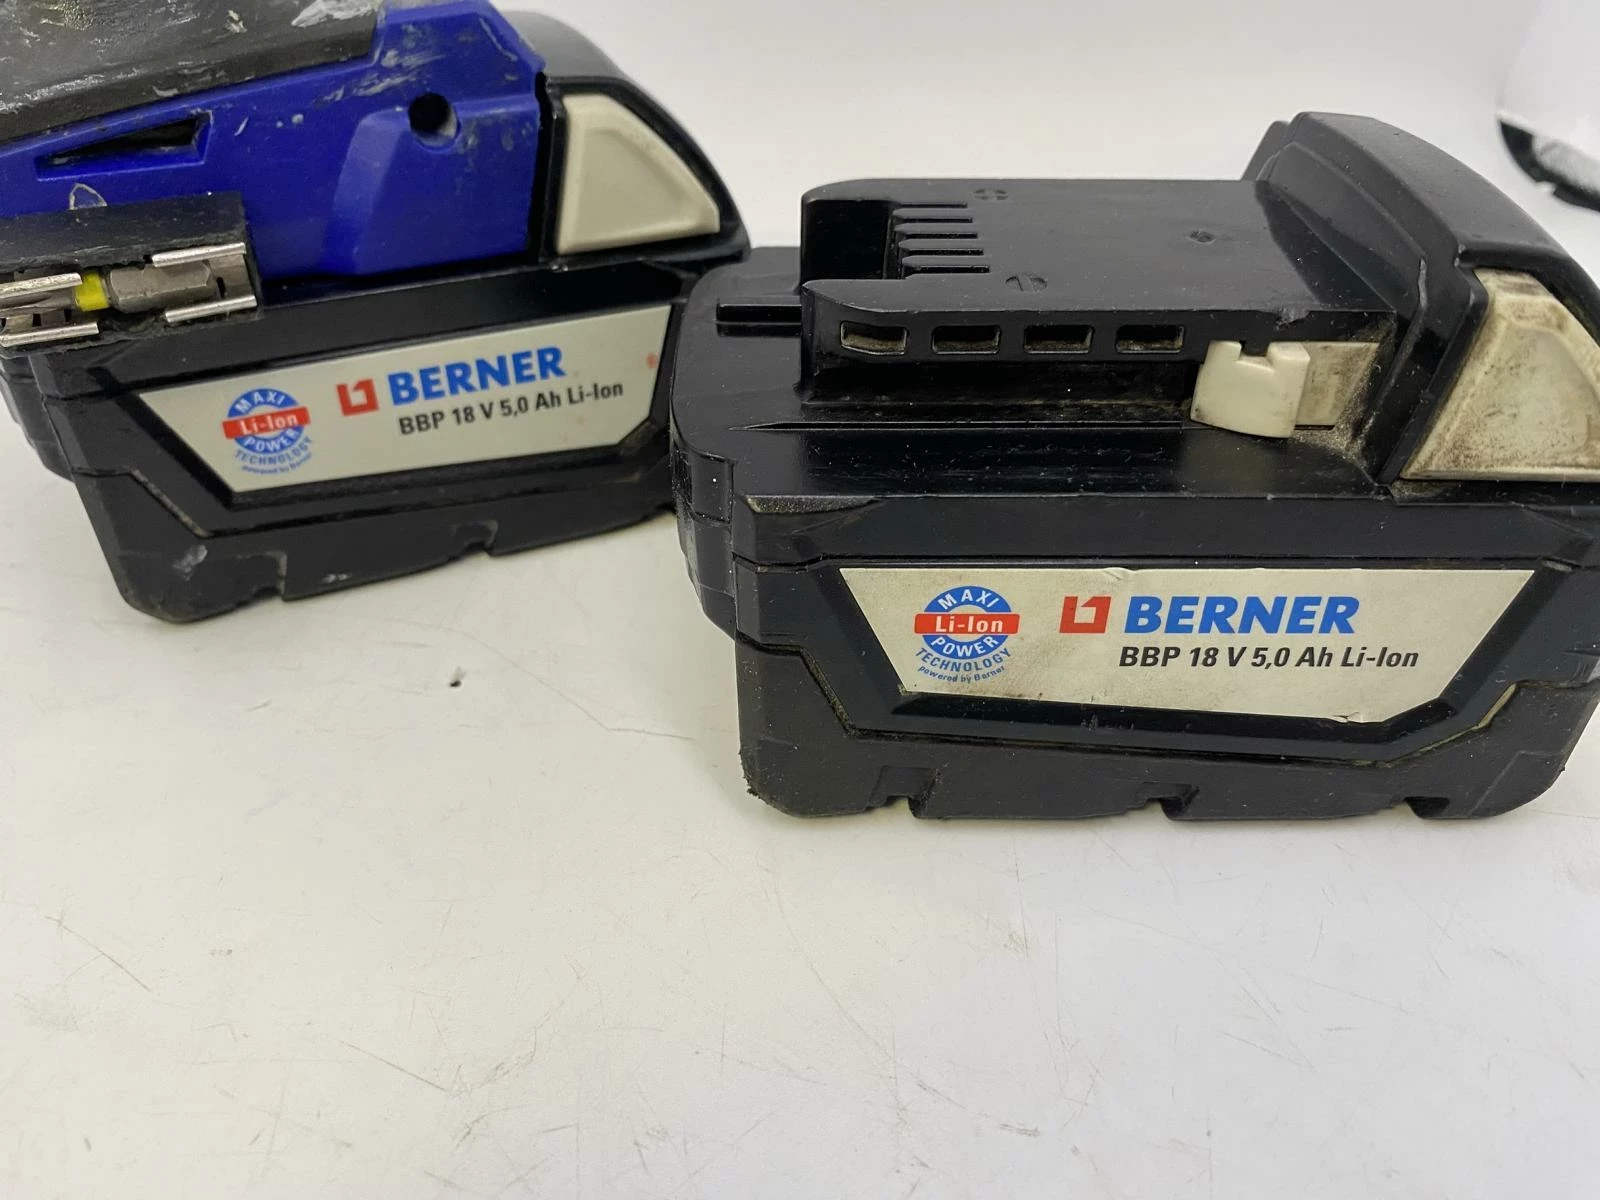 MAXI
Li-Ion
POWER
TECHNOLOGY
powered by Berner
BERNER
BBP 18 V 5,0 Ah Li-Ion
MAXI
Li-Ion
POWER
TECHNOLOGY
powered by Berner
BERNER
BBP 18 V 5,0 Ah Li-Ion